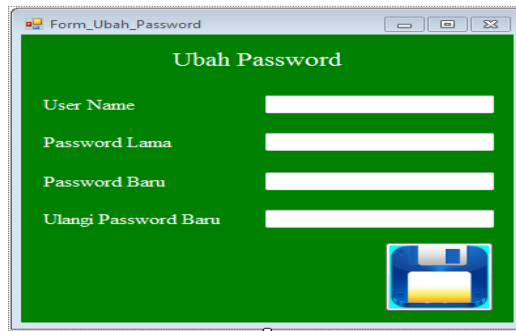 Form_Ubah_Password
Ubah Password
User Name
Password Lama
Password Baru
Ulangi Password Baru